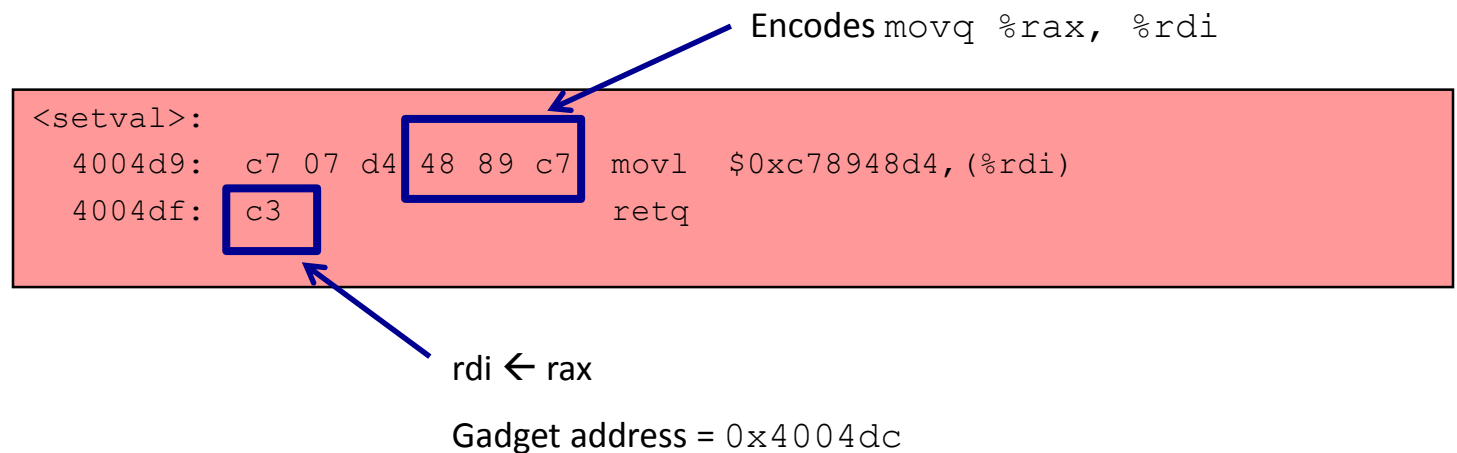 Encodes movq %rax, %rdi
<setval>:
4004d9: c7 07 d4 48 89 c7 movl $0xc78948d4,(%rdi)
4004df: c3 retq
rdi ← rax
Gadget address = 0x4004dc